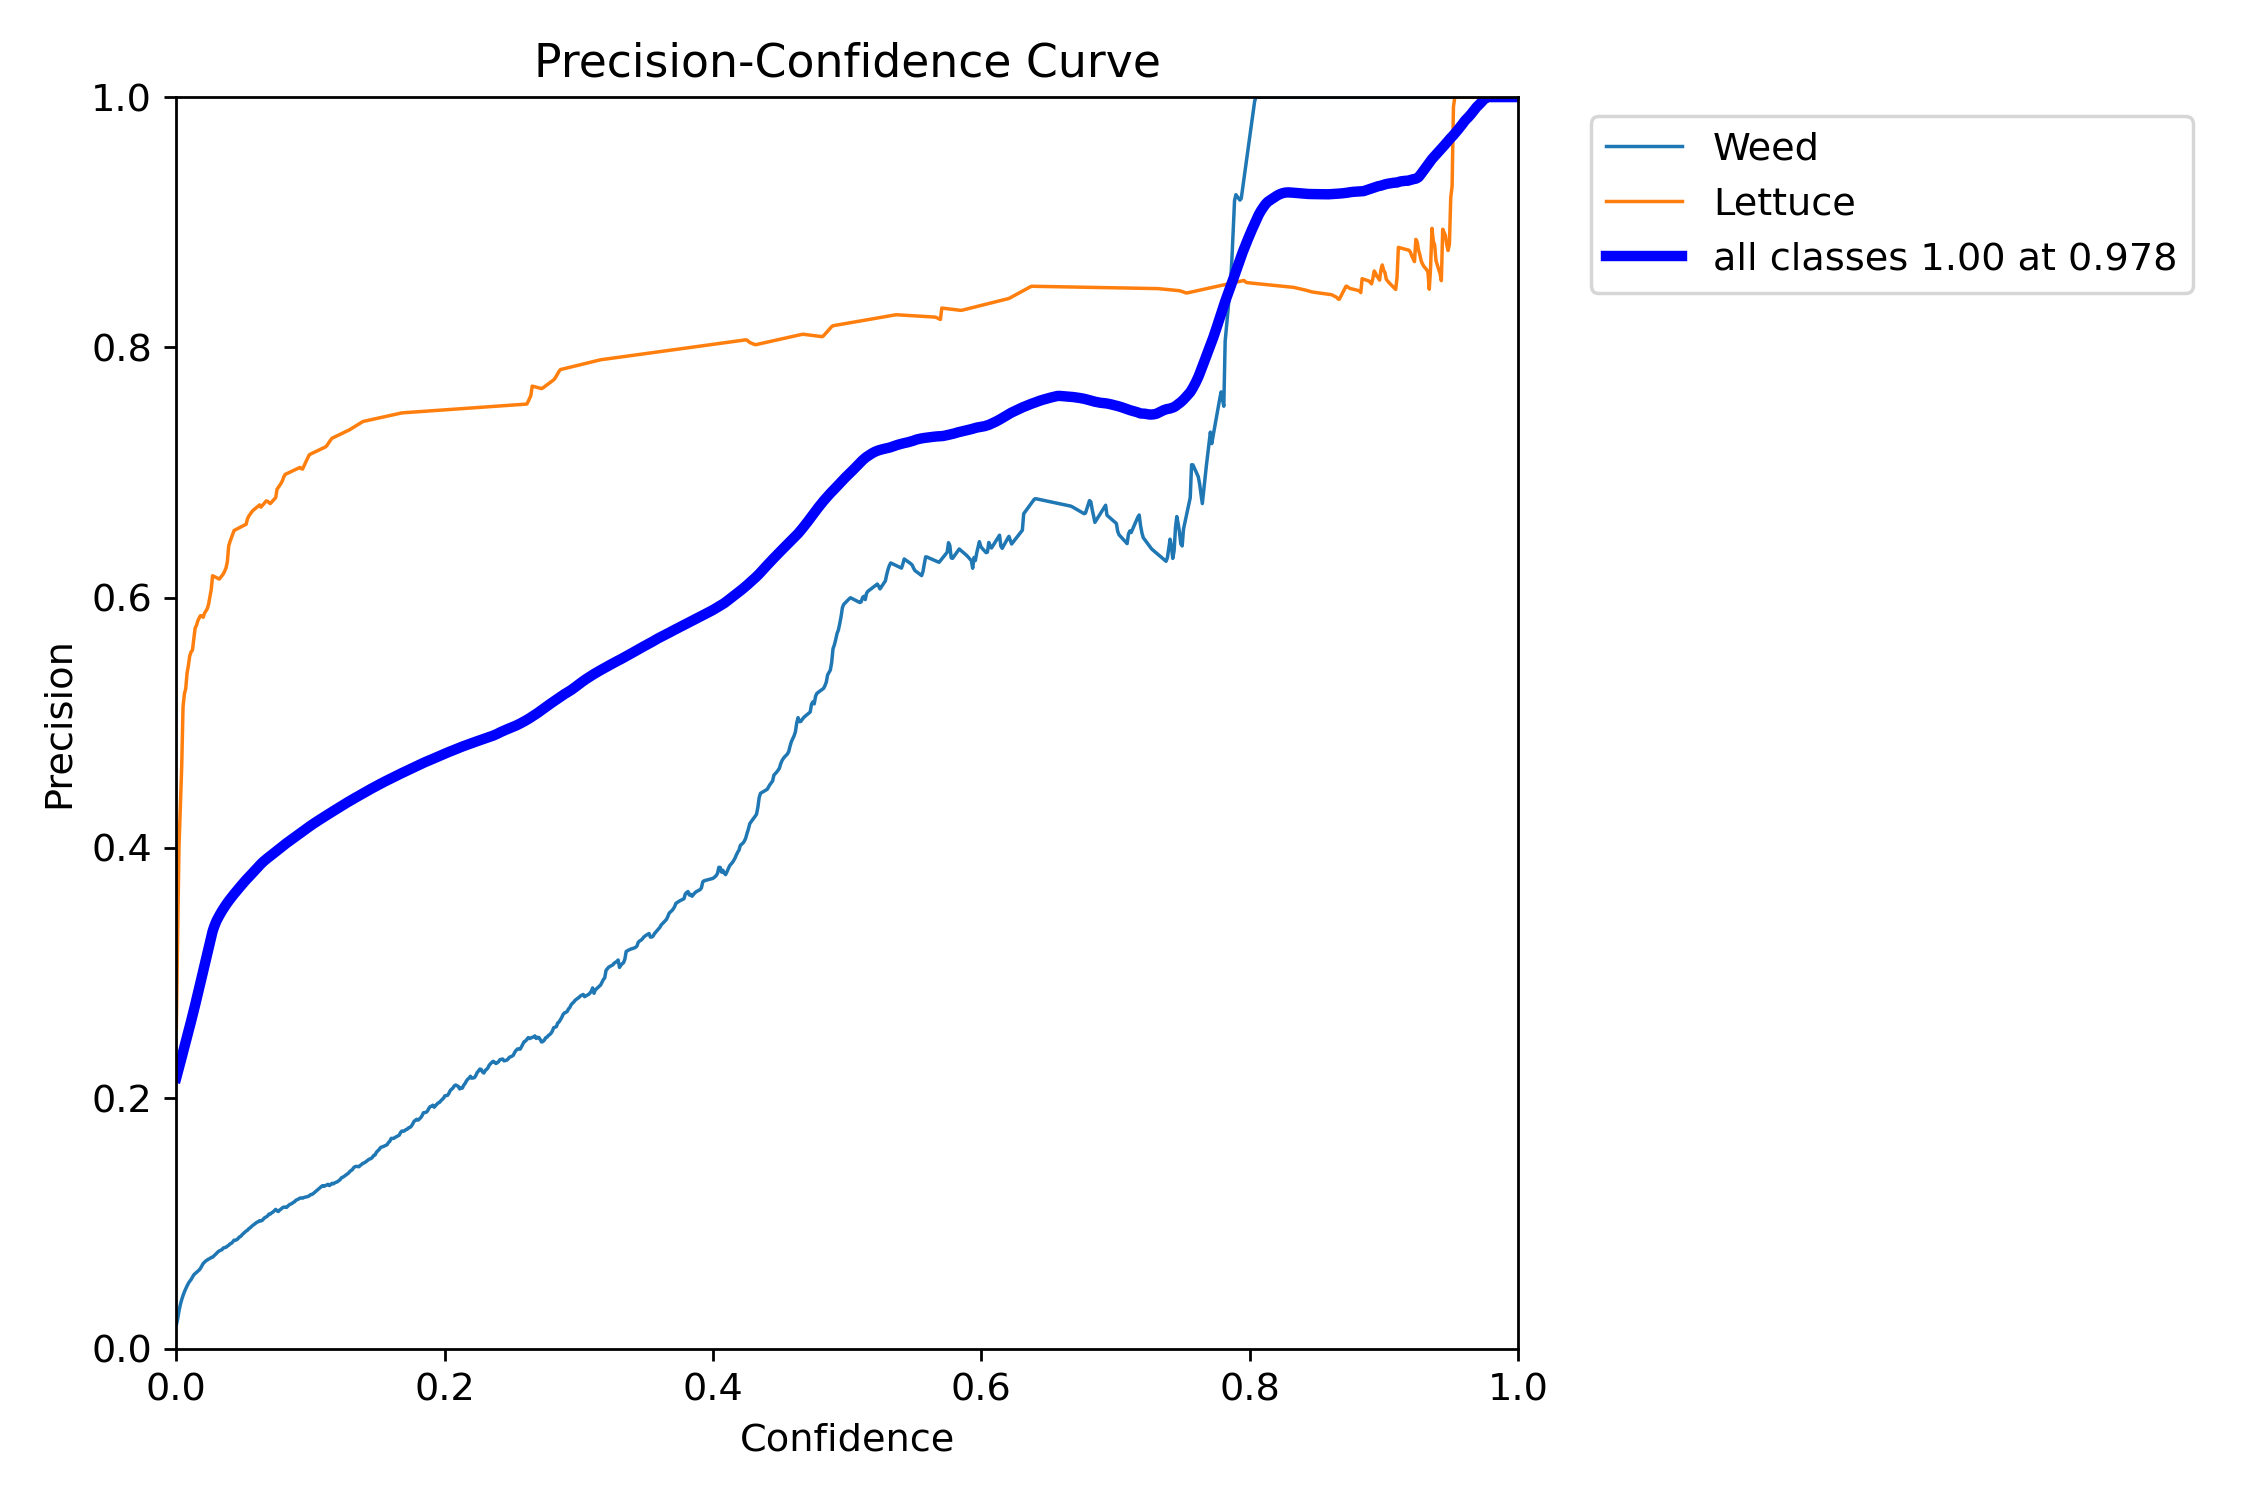 Precision-Confidence Curve
1.0
0.8
0.6
0.4
0.2
0.0
Precision
0.0 0.2 0.4 0.6 0.8 1.0
Confidence
Weed
Lettuce
all classes 1.00 at 0.978